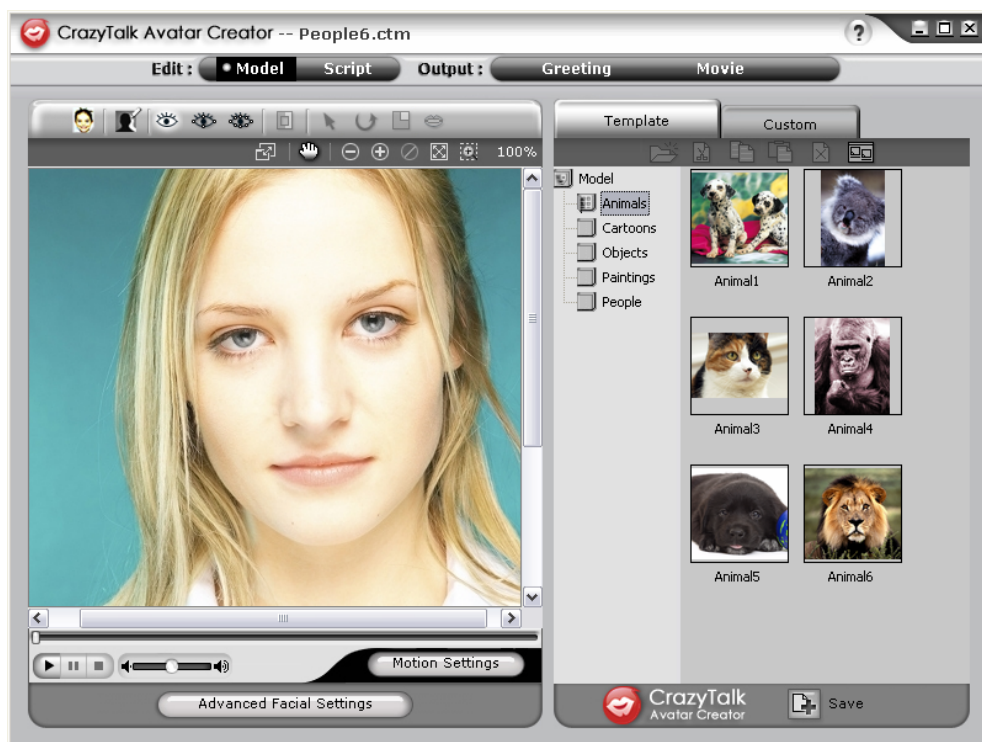 CrazyTalk Avatar Creator -- People6.ctm
?
Edit : Model Script Output : Greeting Movie
100%
Template
Custom
Model
Animals
Cartoons
Objects
Paintings
People
Animal1
Animal2
Animal3
Animal4
Animal5
Animal6
Motion Settings
Advanced Facial Settings
CrazyTalk
Avatar Creator
Save